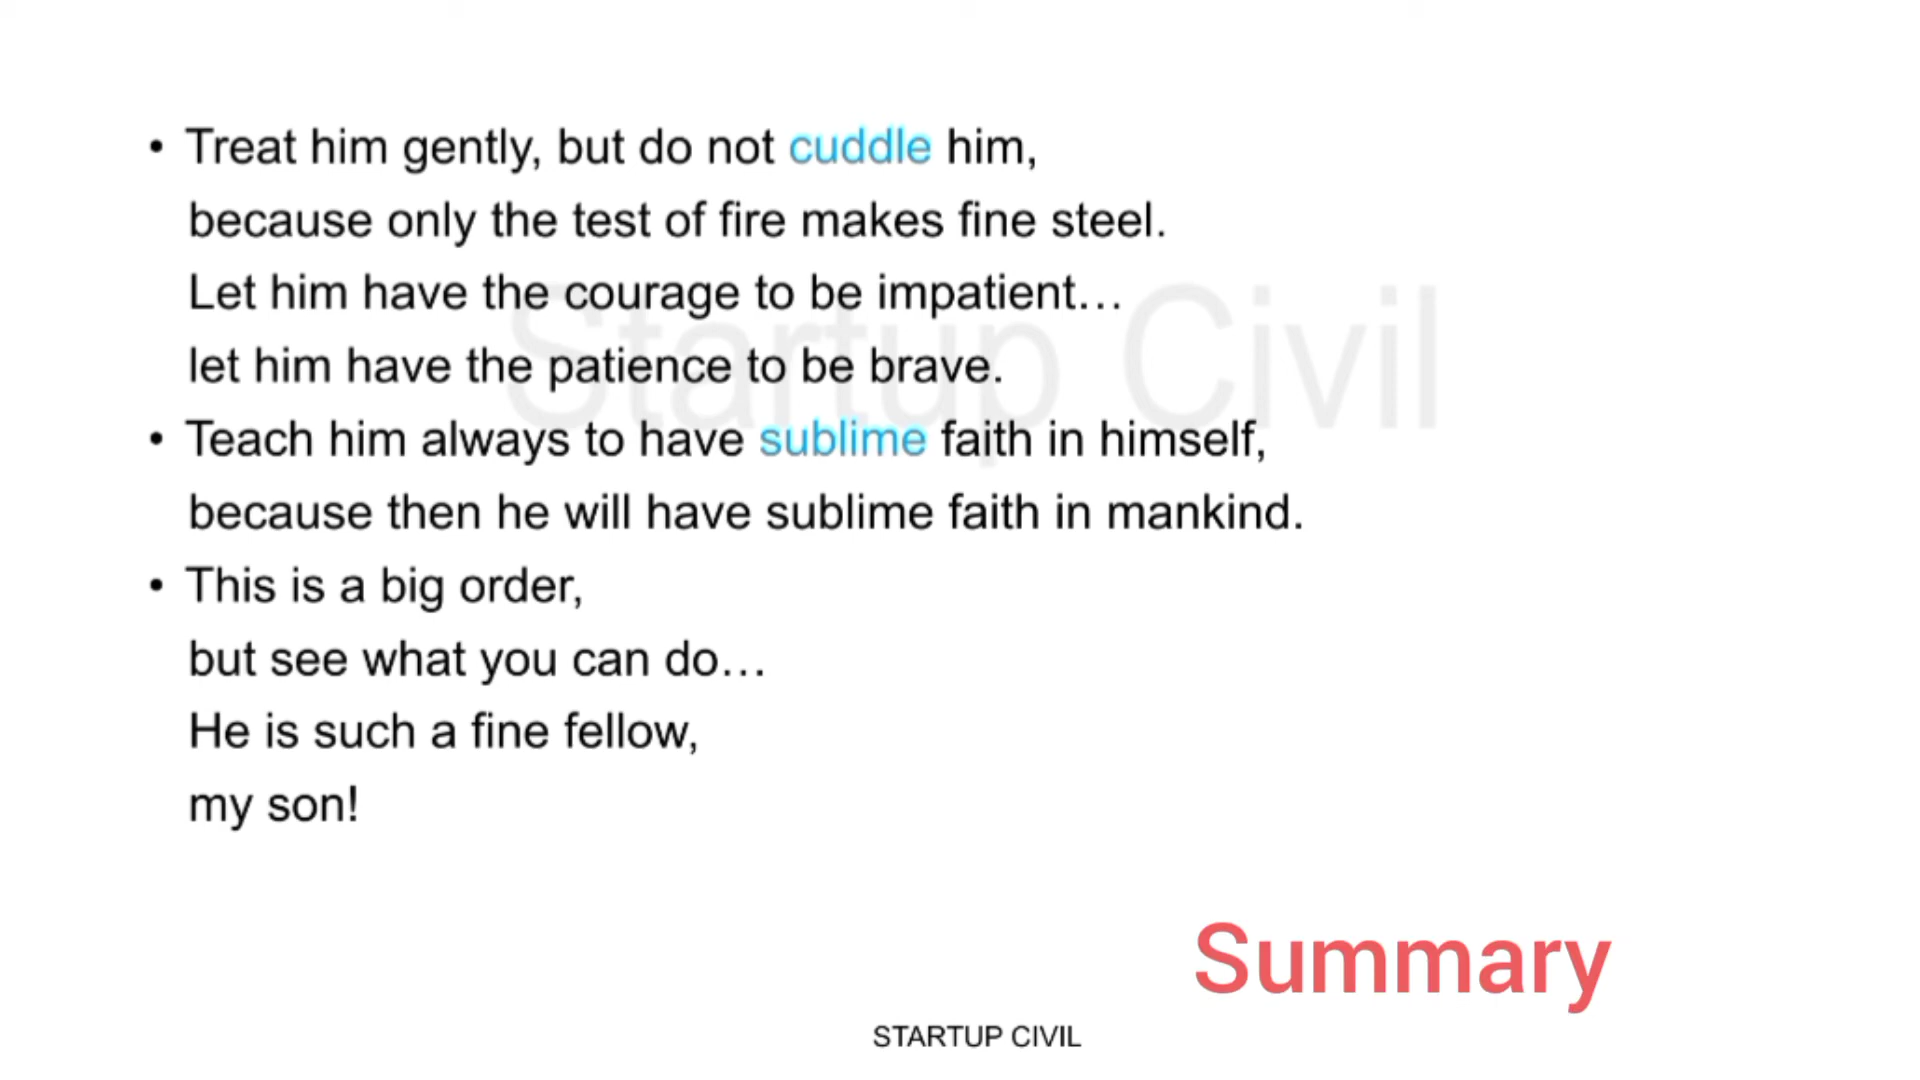 • Treat him gently, but do not cuddle him,
because only the test of fire makes fine steel.
Let him have the courage to be impatient…
let him have the patience to be brave.
Startup Civil
• Teach him always to have sublime faith in himself,
because then he will have sublime faith in mankind.
• This is a big order,
but see what you can do…
He is such a fine fellow,
my son!
Summary
STARTUP CIVIL